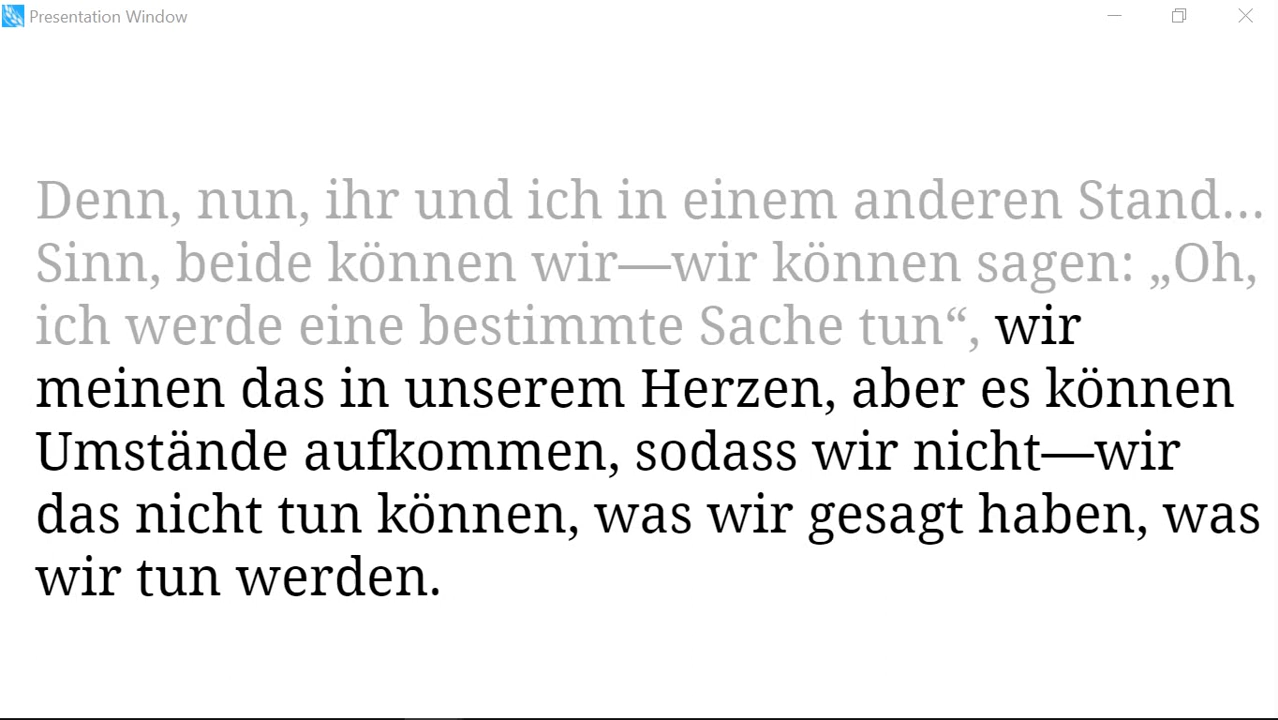 Presentation Window
Denn, nun, ihr und ich in einem anderen Stand…
Sinn, beide können wir—wir können sagen: „Oh,
ich werde eine bestimmte Sache tun“, wir
meinen das in unserem Herzen, aber es können
Umstände aufkommen, sodass wir nicht—wir
das nicht tun können, was wir gesagt haben, was
wir tun werden.